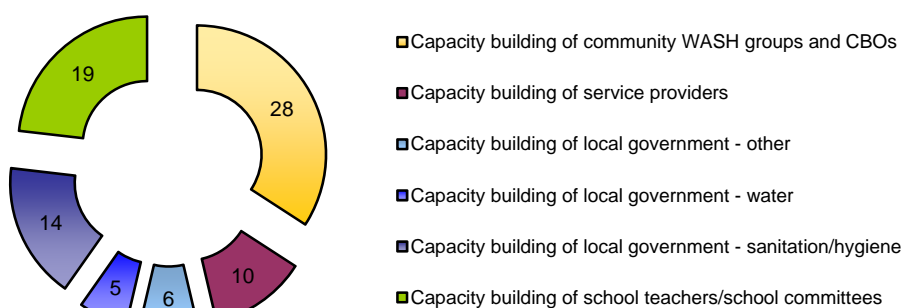 19
28
14
5
6
10
Capacity building of community WASH groups and CBOs
Capacity building of service providers
Capacity building of local government - other
Capacity building of local government - water
Capacity building of local government - sanitation/hygiene
Capacity building of school teachers/school committees